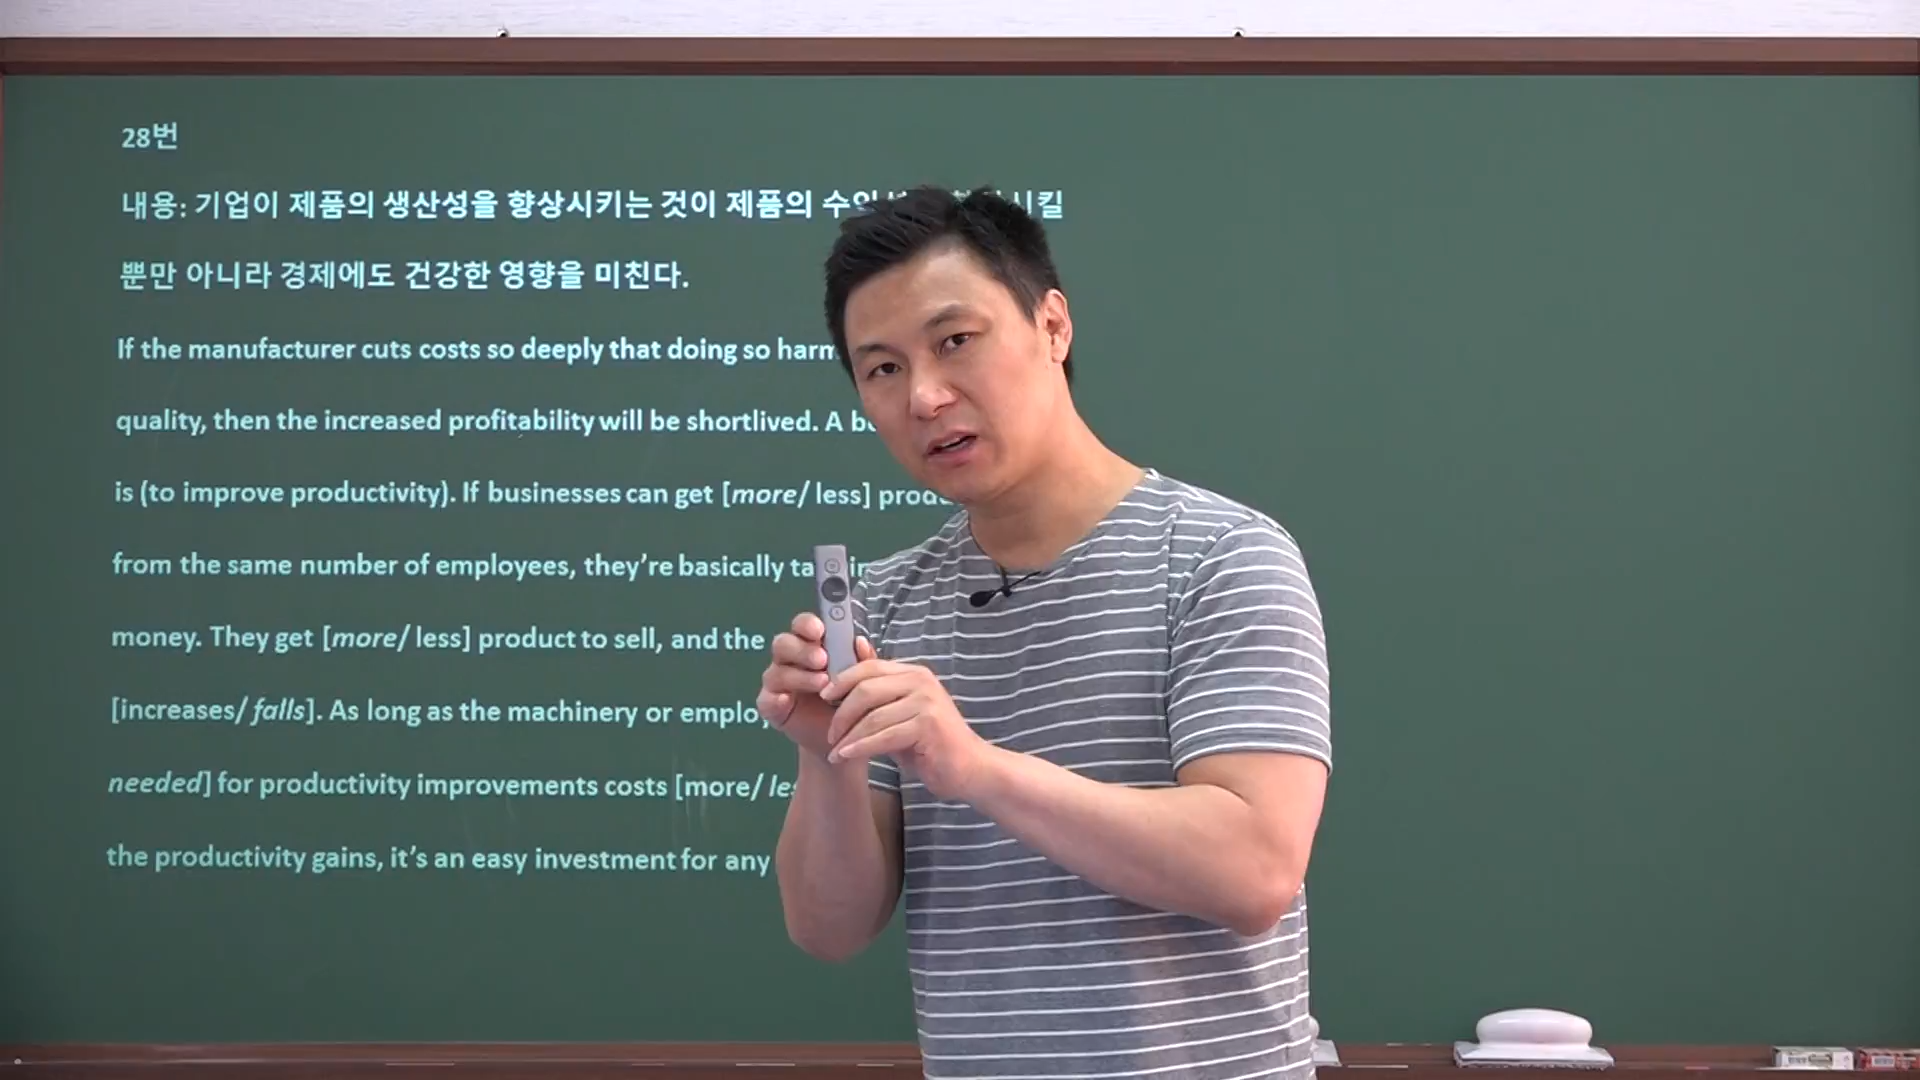 28번
내용: 기업이 제품의 생산성을 향상시키는 것이 제품의 시킬
뿐만 아니라 경제에도 건강한 영향을 미친다.
If the manufacturer cuts costs so deeply that doing so
quality, then the increased profitability will be shortlived. A
is (to improve productivity). If businesses can get [more/ less]
from the same number of employees, they’re basically
money. They get [more/ less] product to sell, and the
[increases/ falls]. As long as the machinery or
needed] for productivity improvements costs [more/
the productivity gains, it’s an easy investment for any